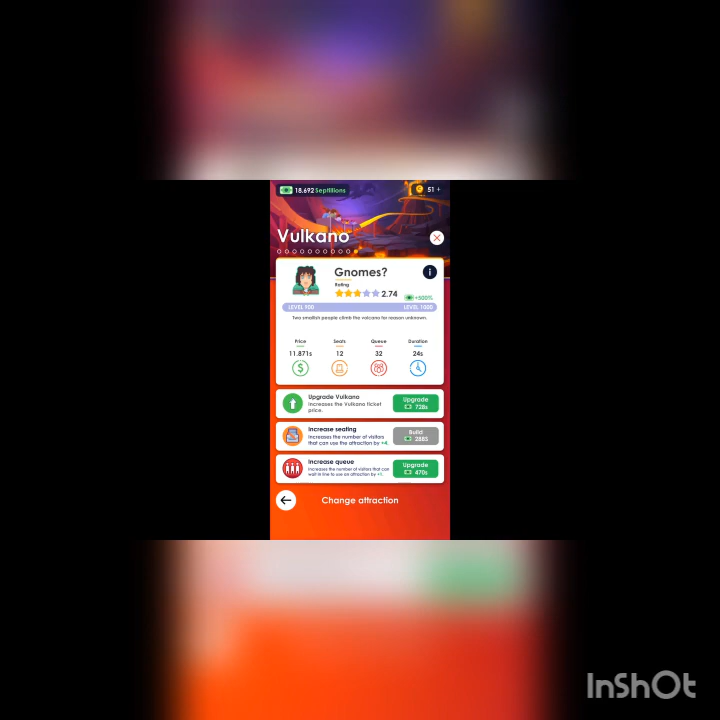 18.692 Septillions
51 +
Vulkano
Gnomes?
Rating
2.74
+500%
LEVEL 900
LEVEL 1000
Two smallish people climb the volcano for reason unknown.
Price
Seats
Queue
Duration
11.871s
12
32
24s
Upgrade Vulkano
Increases the Vulkano ticket
price.
Upgrade
728s
Increase seating
Increases the number of visitors
that can use the attraction by +4.
Build
288S
Increase queue
Increases the number of visitors that can
wait in line to use an attraction by +1.
Upgrade
470s
Change attraction
InShOt